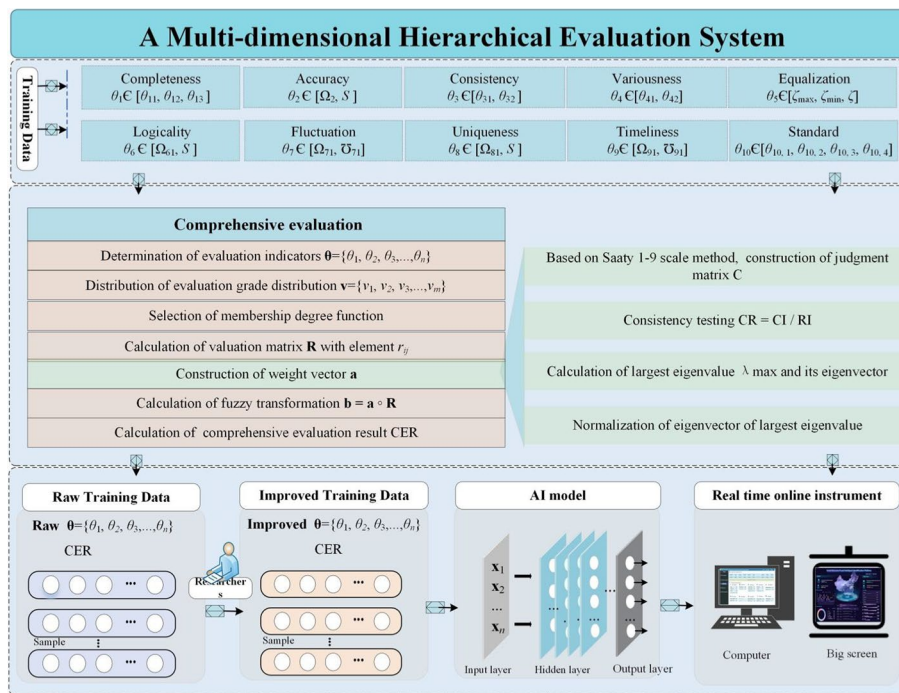 A Multi-dimensional Hierarchical Evaluation System
Training Data
Completeness
θ1∈[θ11, θ12, θ13]
Accuracy
θ2∈[Ω2, S]
Consistency
θ3∈[θ31, θ32]
Variousness
θ4∈[θ41, θ42]
Equalization
θ5∈[ζmax, ζmin, ζ]
Logicality
θ6∈[Ω61, S]
Fluctuation
θ7∈[Ω71, ℧71]
Uniqueness
θ8∈[Ω81, S]
Timeliness
θ9∈[Ω91, ℧91]
Standard
θ10∈[θ10, 1, θ10, 2, θ10, 3, θ10, 4]
Comprehensive evaluation
Determination of evaluation indicators θ={θ1, θ2, θ3,...,θn}
Distribution of evaluation grade distribution v={v1, v2, v3,...,vm}
Selection of membership degree function
Calculation of valuation matrix R with element rij
Construction of weight vector a
Calculation of fuzzy transformation b = a ∘ R
Calculation of comprehensive evaluation result CER
Based on Saaty 1-9 scale method, construction of judgment
matrix C
Consistency testing CR = CI / RI
Calculation of largest eigenvalue λ max and its eigenvector
Normalization of eigenvector of largest eigenvalue
Raw Training Data
Raw θ={θ1, θ2, θ3,...,θn}
CER
...
...
Sample ⋮
...
Researcher
s
Improved Training Data
Improved θ={θ1, θ2, θ3,...,θn}
CER
...
...
Sample ⋮
...
AI model
x1
x2
...
xn
... ...
...
Input layer
Hidden layer
Output layer
Real time online instrument
Computer
Big screen